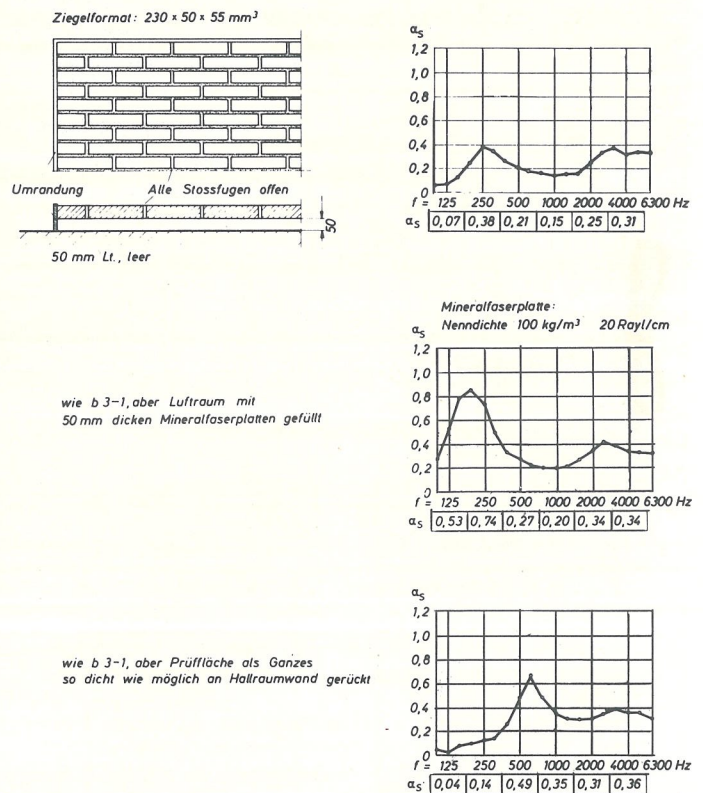 Ziegelformat: 230 × 50 × 55 mm³
Umrandung
Alle Stossfugen offen
50
50 mm Lt., leer
αS
1,2
1,0
0,8
0,6
0,4
0,2
0
f = 125 250 500 1000 2000 4000 6300 Hz
αS 0,07 0,38 0,21 0,15 0,25 0,31
wie b 3-1, aber Luftraum mit
50 mm dicken Mineralfaserplatten gefüllt
Mineralfaserplatte:
Nenndichte 100 kg/m³ 20 Rayl/cm
αS
1,2
1,0
0,8
0,6
0,4
0,2
0
f = 125 250 500 1000 2000 4000 6300 Hz
αS 0,53 0,74 0,27 0,20 0,34 0,34
wie b 3-1, aber Prüffläche als Ganzes
so dicht wie möglich an Hallraumwand gerückt
αS
1,2
1,0
0,8
0,6
0,4
0,2
0
f = 125 250 500 1000 2000 4000 6300 Hz
αS 0,04 0,14 0,49 0,35 0,31 0,36